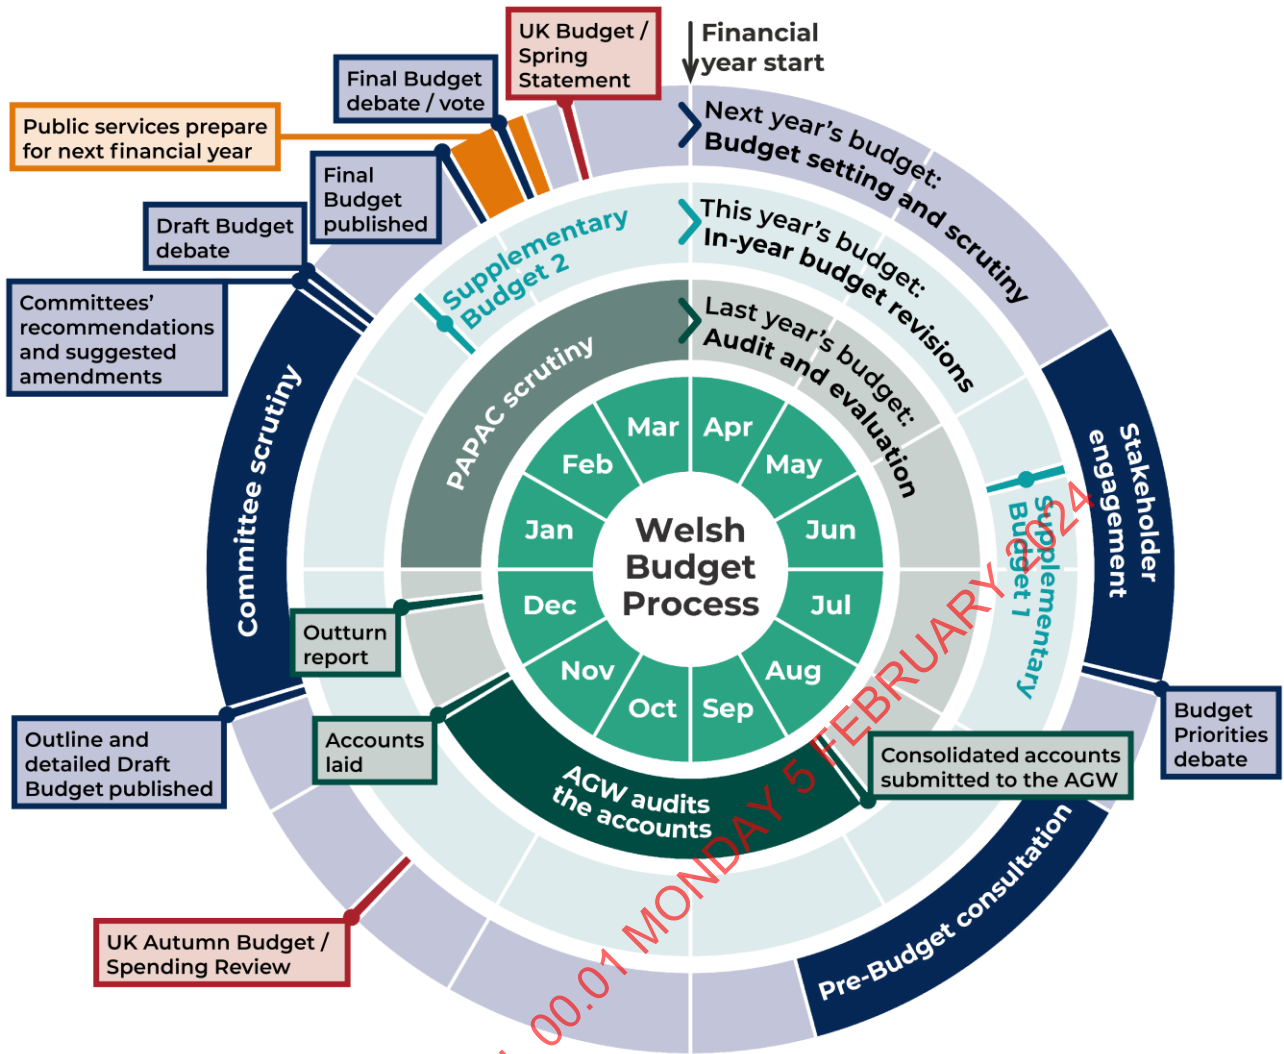 UK Budget /
Spring
Statement
Financial
year start
Final Budget
debate / vote
Public services prepare
for next financial year
Final
Budget
published
Draft Budget
debate
Committees’
recommendations
and suggested
amendments
Next year’s budget:
Budget setting and scrutiny
This year’s budget:
In-year budget revisions
Last year’s budget:
Audit and evaluation
Supplementary
Budget 2
PAPAC scrutiny
Committee scrutiny
Stakeholder
engagement
Supplementary
Budget 1
Mar
Apr
Feb
May
Jan
Jun
Welsh
Budget
Process
Dec
Jul
Nov
Aug
Oct
Sep
Outturn
report
Accounts
laid
AGW audits
the accounts
Consolidated accounts
submitted to the AGW
Budget
Priorities
debate
Outline and
detailed Draft
Budget published
Pre-Budget consultation
UK Autumn Budget /
Spending Review
00.01 MONDAY 5 FEBRUARY 2024